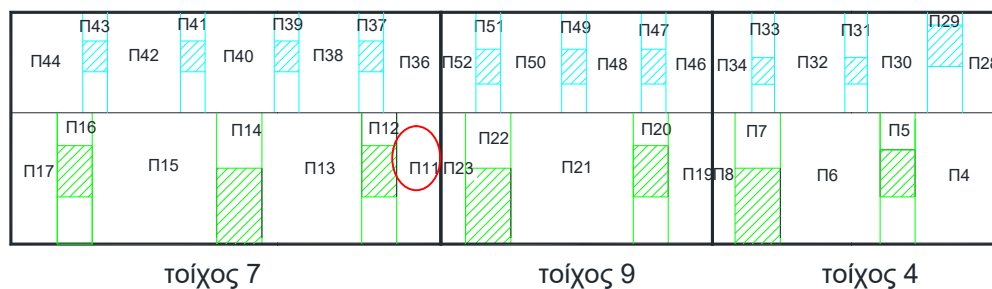 Π43 Π41 Π39 Π37 Π51 Π49 Π47 Π33 Π31 Π29
Π44 Π42 Π40 Π38 Π36 Π52 Π50 Π48 Π46 Π34 Π32 Π30 Π28
Π16 Π14 Π12 Π22 Π20 Π7 Π5
Π17 Π15 Π13 Π11 Π23 Π21 Π19 Π8 Π6 Π4
τοίχος 7 τοίχος 9 τοίχος 4